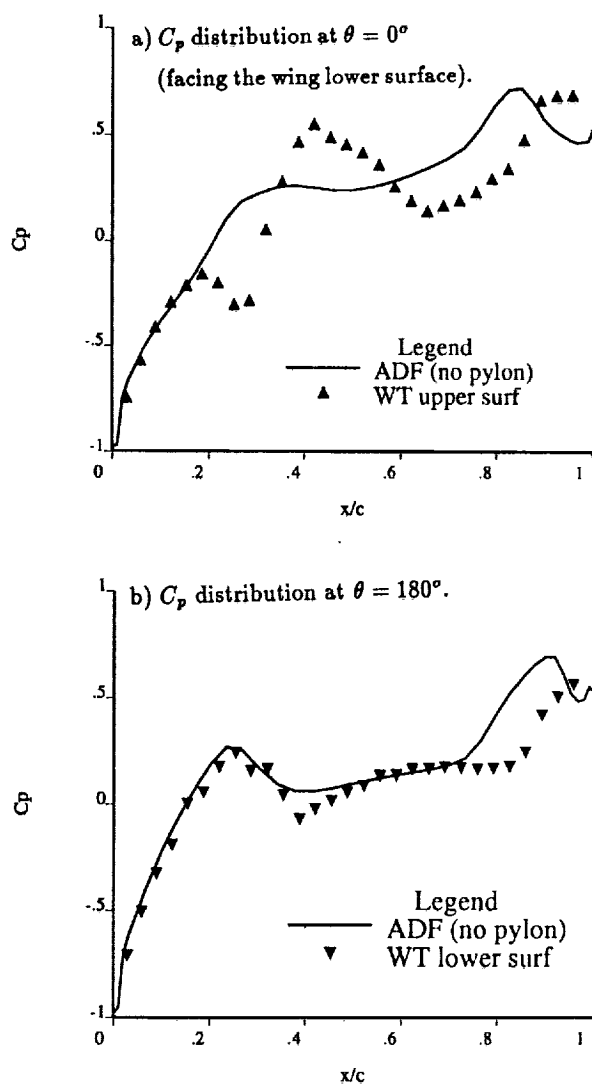 a) Cp distribution at θ = 0°
(facing the wing lower surface).
1
.5
0
-.5
-1
Cp
Legend
ADF (no pylon)
WT upper surf
0 .2 .4 .6 .8 1
x/c
b) Cp distribution at θ = 180°.
1
.5
0
-.5
-1
Cp
Legend
ADF (no pylon)
WT lower surf
0 .2 .4 .6 .8 1
x/c